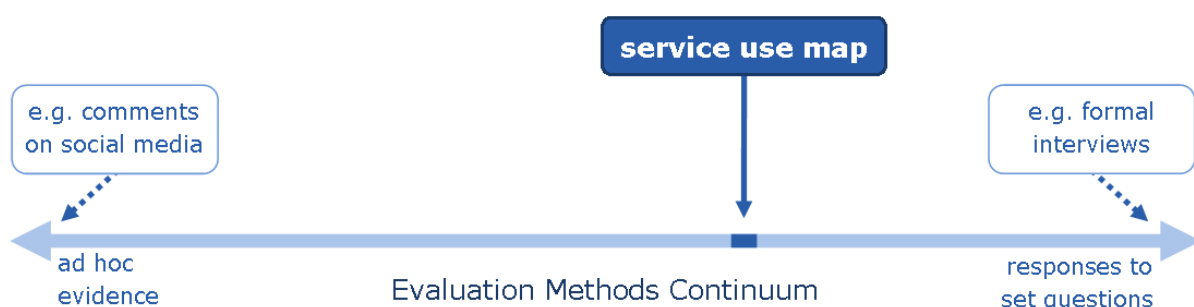 service use map
e.g. comments
on social media
e.g. formal
interviews
ad hoc
evidence
Evaluation Methods Continuum
responses to
set questions